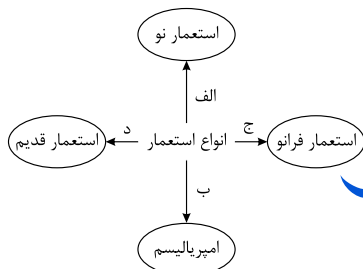 استعمار نو
الف
استعمار فرانو
ج
انواع استعمار
د
استعمار قدیم
ب
امپریالیسم